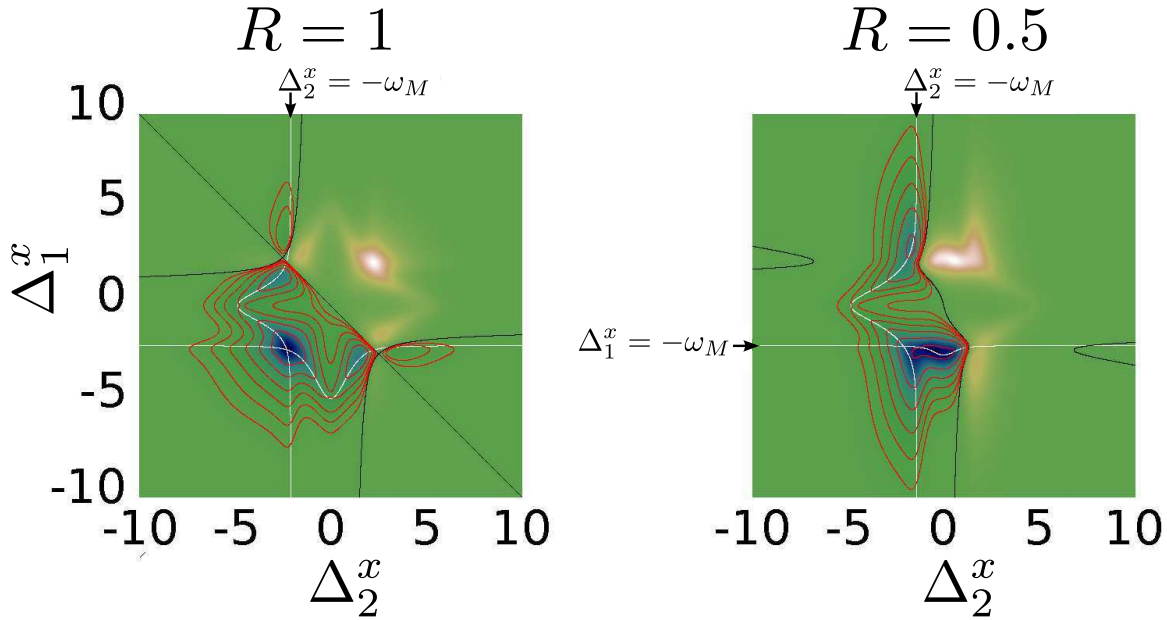 R = 1
R = 0.5
Δ₂ˣ = −ω_M
Δ₂ˣ = −ω_M
10
5
0
-5
-10
Δ₁ˣ
Δ₁ˣ = −ω_M
-10 -5 0 5 10
-10 -5 0 5 10
Δ₂ˣ
Δ₂ˣ